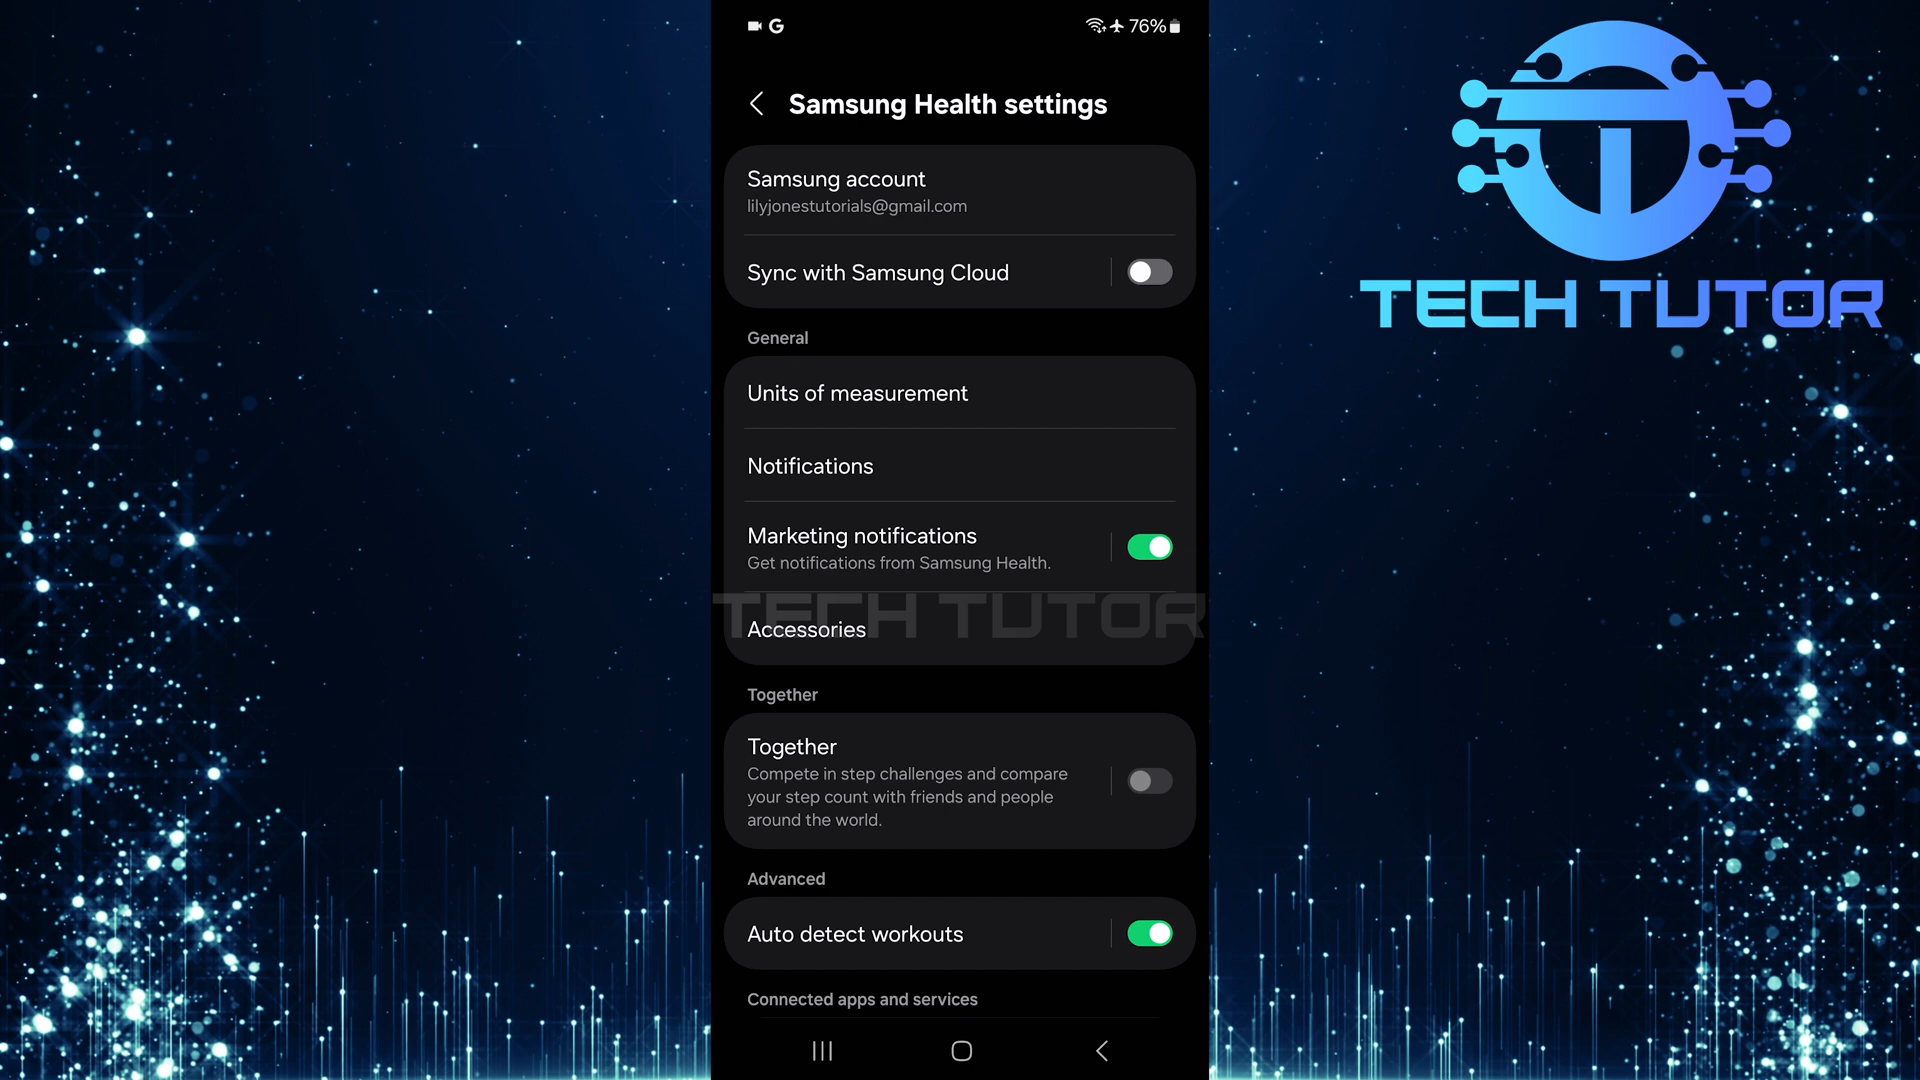 76%
Samsung Health settings
Samsung account
lilyjonestutorials@gmail.com
Sync with Samsung Cloud
General
Units of measurement
Notifications
Marketing notifications
Get notifications from Samsung Health.
TECH TUTOR
Accessories
Together
Together
Compete in step challenges and compare
your step count with friends and people
around the world.
Advanced
Auto detect workouts
Connected apps and services
TECH TUTOR